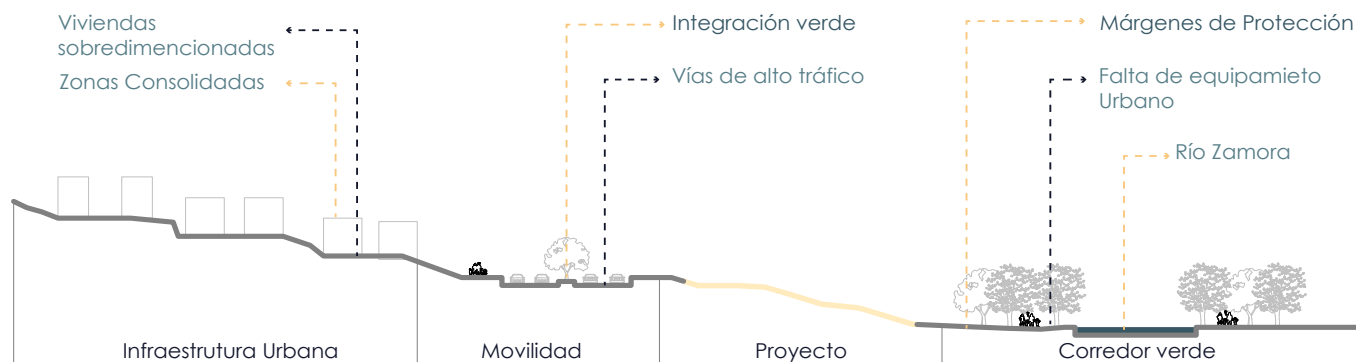 Viviendas
sobredimencionadas
Zonas Consolidadas
Integración verde
Vías de alto tráfico
Márgenes de Protección
Falta de equipamieto
Urbano
Río Zamora
Infraestrutura Urbana
Movilidad
Proyecto
Corredor verde